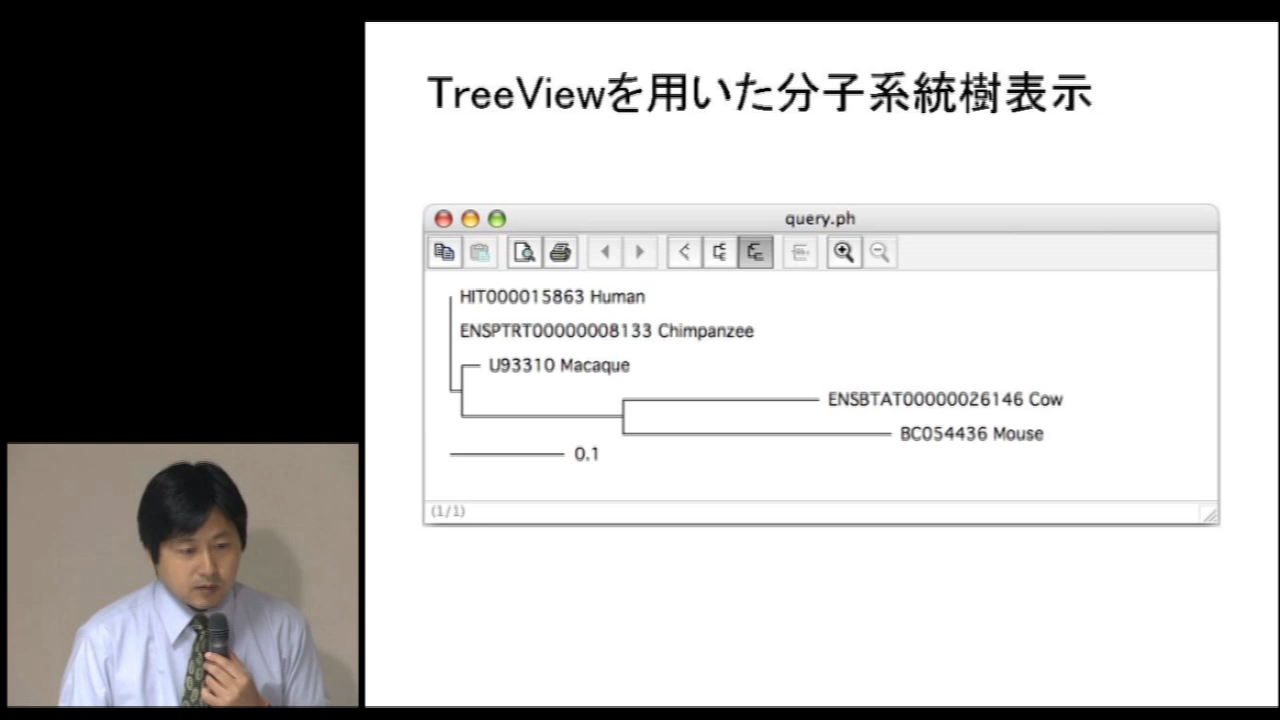 TreeViewを用いた分子系統樹表示
query.ph
HIT000015863 Human
ENSPTRT00000008133 Chimpanzee
U93310 Macaque
ENSBTAT00000026146 Cow
BC054436 Mouse
0.1
(1/1)